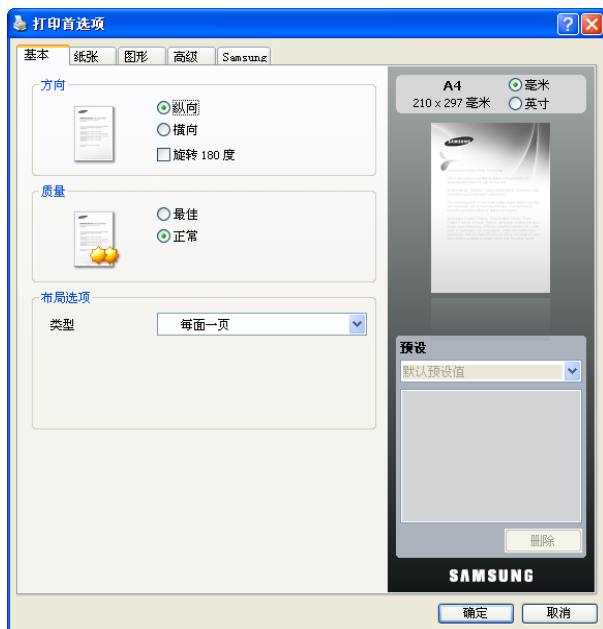 打印首选项
基本 纸张 图形 高级 Samsung
方向
纵向
横向
旋转 180 度
质量
最佳
正常
布局选项
类型 每面一页
A4
210 x 297 毫米
毫米
英寸
SAMSUNG
预设
默认预设值
删除
SAMSUNG
确定 取消